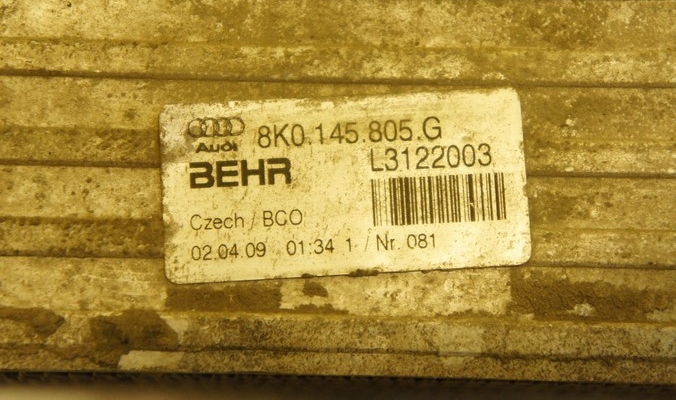 8K0.145.805.G
Audi
L3122003
BEHR
Czech / BCO
02.04.09 01:34 1 / Nr. 081